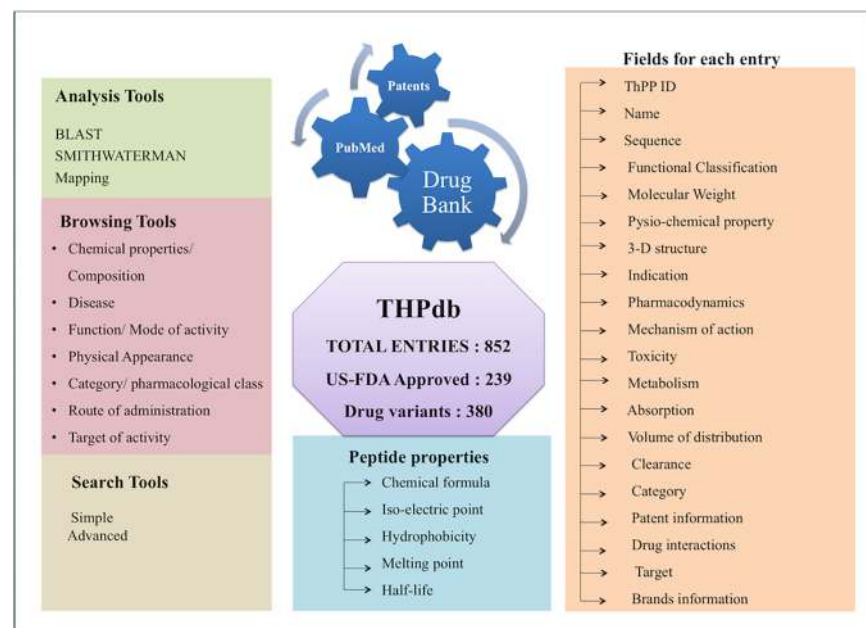 Analysis Tools
BLAST
SMITHWATERMAN
Mapping
Browsing Tools
• Chemical properties/
Composition
• Disease
• Function/ Mode of activity
• Physical Appearance
• Category/ pharmacological class
• Route of administration
• Target of activity
Search Tools
Simple
Advanced
Patents
PubMed
Drug
Bank
THPdb
TOTAL ENTRIES : 852
US-FDA Approved : 239
Drug variants : 380
Peptide properties
Chemical formula
Iso-electric point
Hydrophobicity
Melting point
Half-life
Fields for each entry
ThPP ID
Name
Sequence
Functional Classification
Molecular Weight
Pysio-chemical property
3-D structure
Indication
Pharmacodynamics
Mechanism of action
Toxicity
Metabolism
Absorption
Volume of distribution
Clearance
Category
Patent information
Drug interactions
Target
Brands information